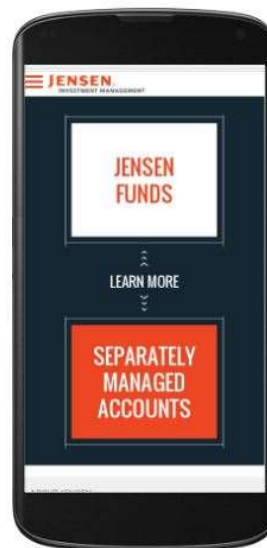 JENSEN
INVESTMENT MANAGEMENT
JENSEN
FUNDS
LEARN MORE
SEPARATELY
MANAGED
ACCOUNTS